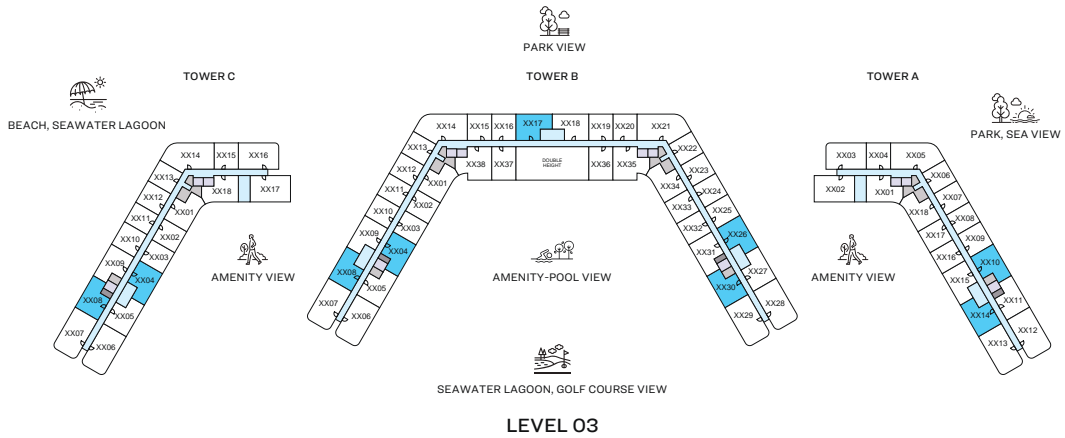 PARK VIEW
TOWER C
TOWER B
TOWER A
BEACH, SEAWATER LAGOON
PARK, SEA VIEW
XX14
XX15
XX16
XX13
XX18
XX17
XX12
XX01
XX11
XX02
XX10
XX03
XX09
XX04
XX08
XX05
XX07
XX06
XX14
XX15
XX16
XX17
XX18
XX19
XX20
XX21
XX13
XX38
XX37
DOUBLE
HEIGHT
XX36
XX35
XX22
XX12
XX01
XX34
XX23
XX11
XX02
XX33
XX24
XX10
XX03
XX32
XX25
XX09
XX04
XX31
XX26
XX08
XX05
XX30
XX27
XX07
XX06
XX29
XX28
XX03
XX04
XX05
XX02
XX01
XX06
XX18
XX07
XX17
XX08
XX16
XX09
XX15
XX10
XX14
XX11
XX13
XX12
AMENITY VIEW
AMENITY-POOL VIEW
AMENITY VIEW
SEAWATER LAGOON, GOLF COURSE VIEW
LEVEL 03